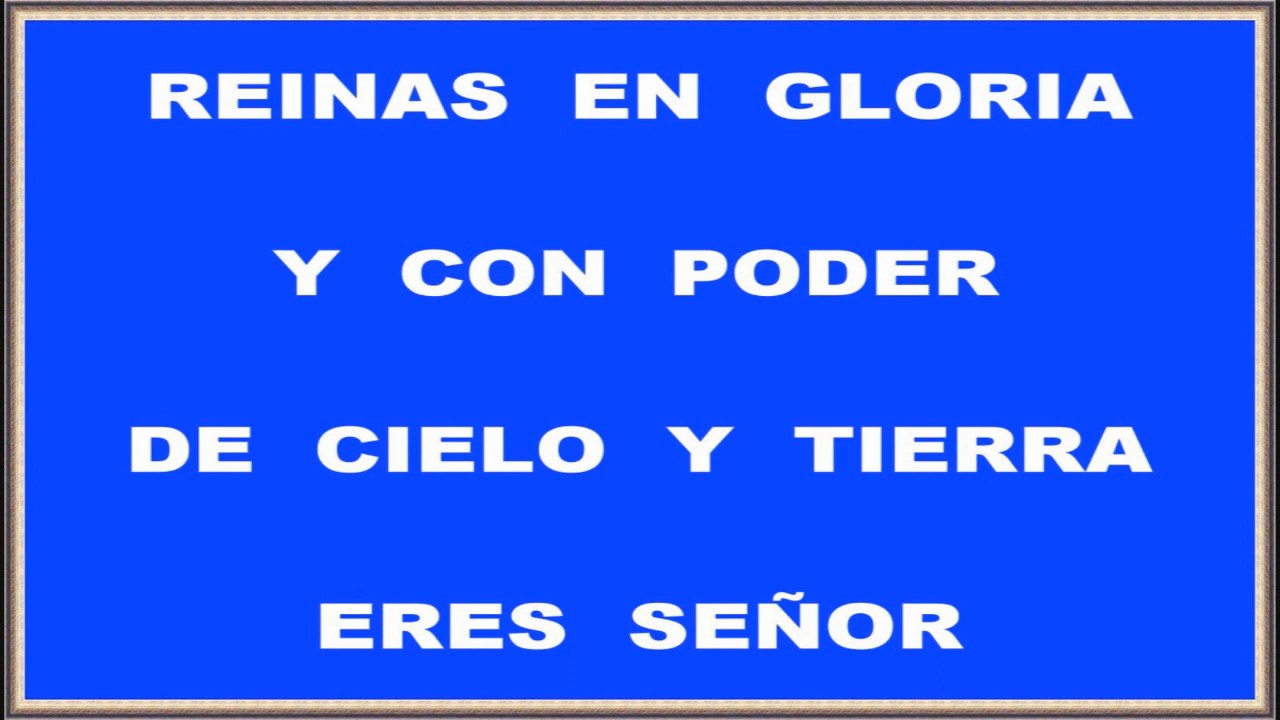 REINAS EN GLORIA
Y CON PODER
DE CIELO Y TIERRA
ERES SEÑOR